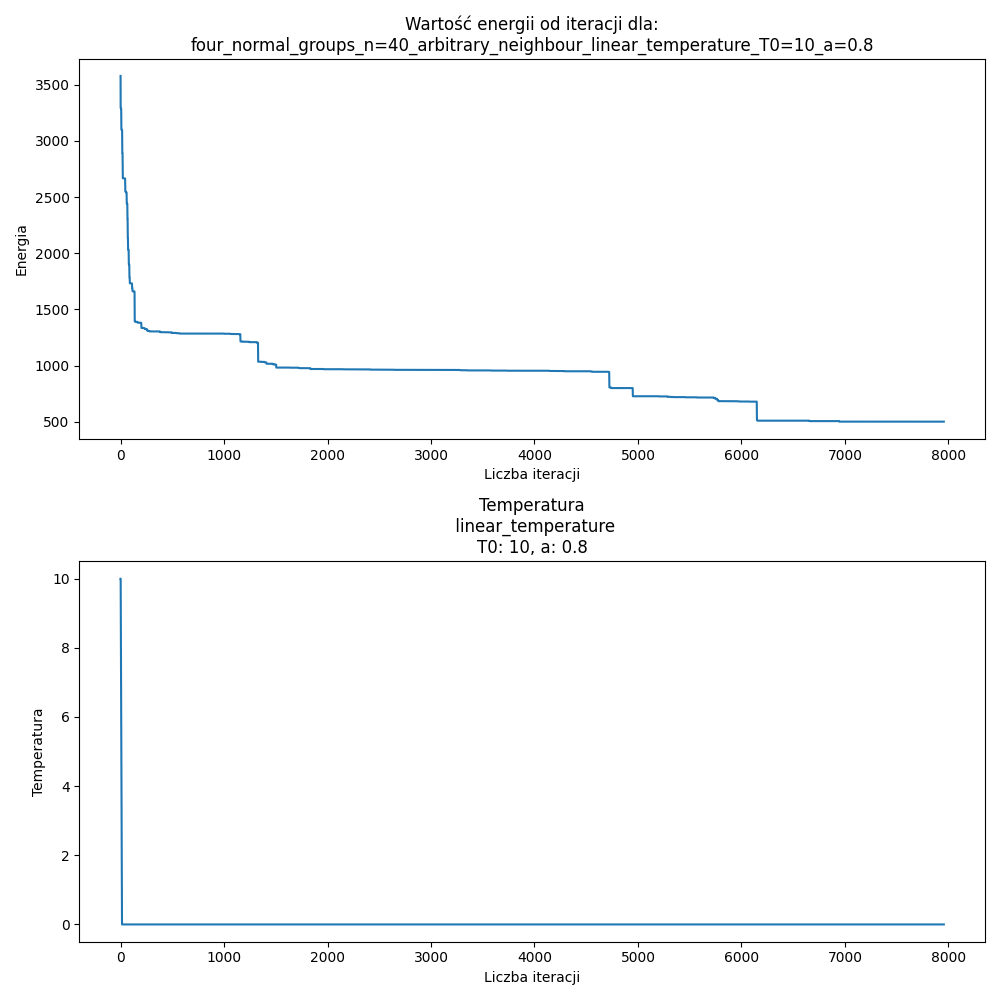 Wartość energii od iteracji dla:
four_normal_groups_n=40_arbitrary_neighbour_linear_temperature_T0=10_a=0.8
3500
3000
2500
2000
1500
1000
500
Energia
0 1000 2000 3000 4000 5000 6000 7000 8000
Liczba iteracji
Temperatura
linear_temperature
T0: 10, a: 0.8
10
8
6
4
2
0
Temperatura
0 1000 2000 3000 4000 5000 6000 7000 8000
Liczba iteracji